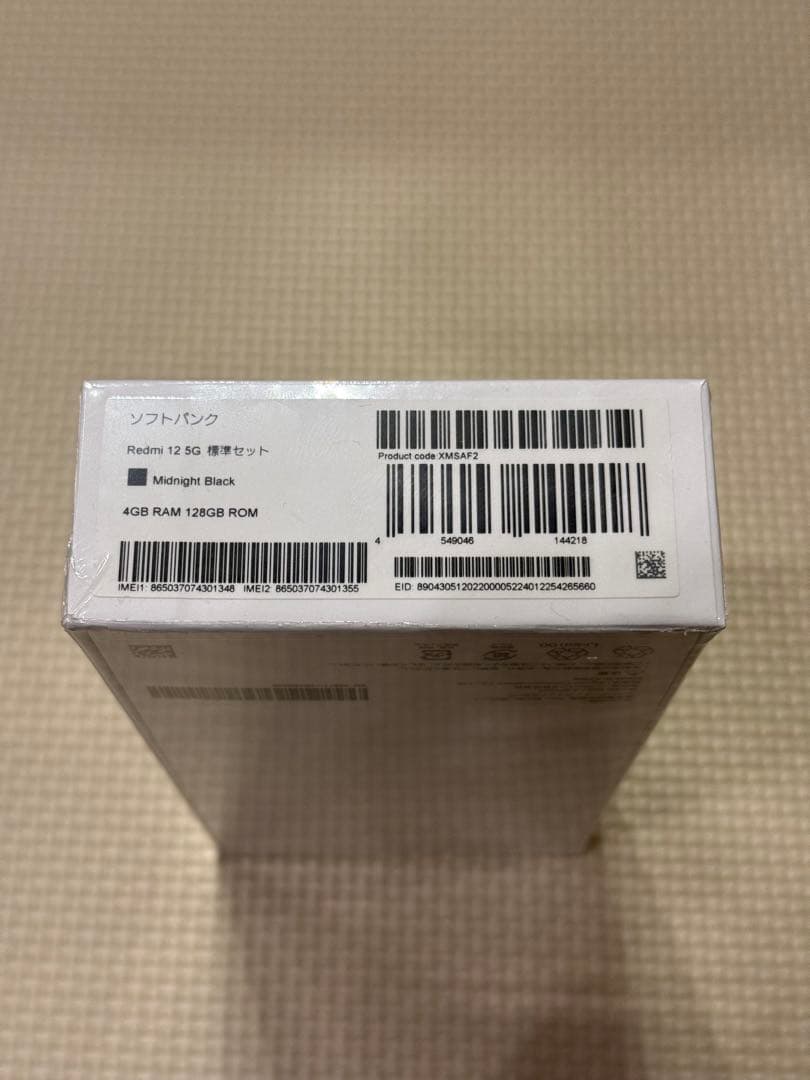 ソフトバンク
Redmi 12 5G 標準セット
Midnight Black
4GB RAM 128GB ROM
IMEI1: 865037074301348 IMEI2 865037074301355
Product code:XMSAF2
4 549046 144218
EID: 89043051202200005224012254265660